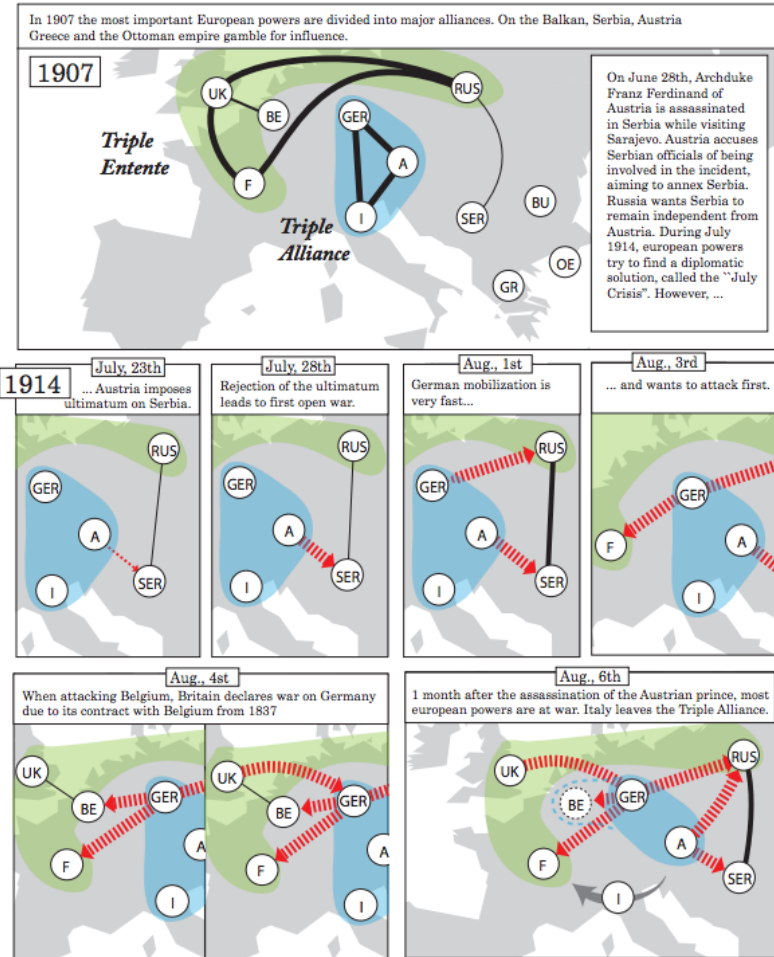 In 1907 the most important European powers are divided into major alliances. On the Balkan, Serbia, Austria
Greece and the Ottoman empire gamble for influence.
1907
UK
BE
RUS
GER
A
F
I
SER
BU
OE
GR
Triple
Entente
Triple
Alliance
On June 28th, Archduke
Franz Ferdinand of
Austria is assassinated
in Serbia while visiting
Sarajevo. Austria accuses
Serbian officials of being
involved in the incident,
aiming to annex Serbia.
Russia wants Serbia to
remain independent from
Austria. During July
1914, european powers
try to find a diplomatic
solution, called the ``July
Crisis”. However, ...
1914
July, 23th
... Austria imposes
ultimatum on Serbia.
RUS
GER
A
SER
I
July, 28th
Rejection of the ultimatum
leads to first open war.
RUS
GER
A
SER
I
Aug., 1st
German mobilization is
very fast...
RUS
GER
A
SER
I
Aug., 3rd
... and wants to attack first.
GER
F
A
I
Aug., 4st
When attacking Belgium, Britain declares war on Germany
due to its contract with Belgium from 1837
UK
BE
GER
F
A
I
UK
BE
GER
F
A
I
Aug., 6th
1 month after the assassination of the Austrian prince, most
european powers are at war. Italy leaves the Triple Alliance.
UK
RUS
BE
GER
F
A
SER
I